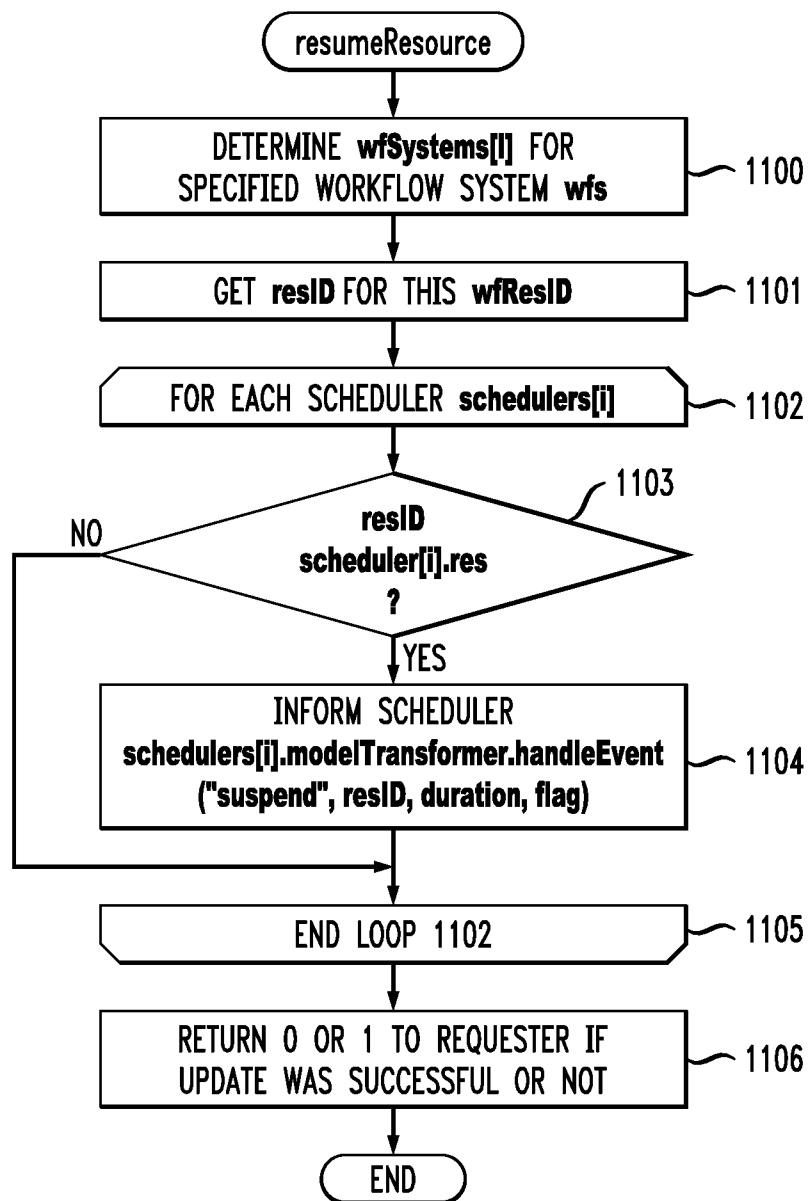 resumeResource
DETERMINE wfSystems[l] FOR
SPECIFIED WORKFLOW SYSTEM wfs
1100
GET resID FOR THIS wfResID
1101
FOR EACH SCHEDULER schedulers[i]
1102
1103
NO
resID
scheduler[i].res
?
YES
INFORM SCHEDULER
schedulers[i].modelTransformer.handleEvent
("suspend", resID, duration, flag)
1104
END LOOP 1102
1105
RETURN 0 OR 1 TO REQUESTER IF
UPDATE WAS SUCCESSFUL OR NOT
1106
END